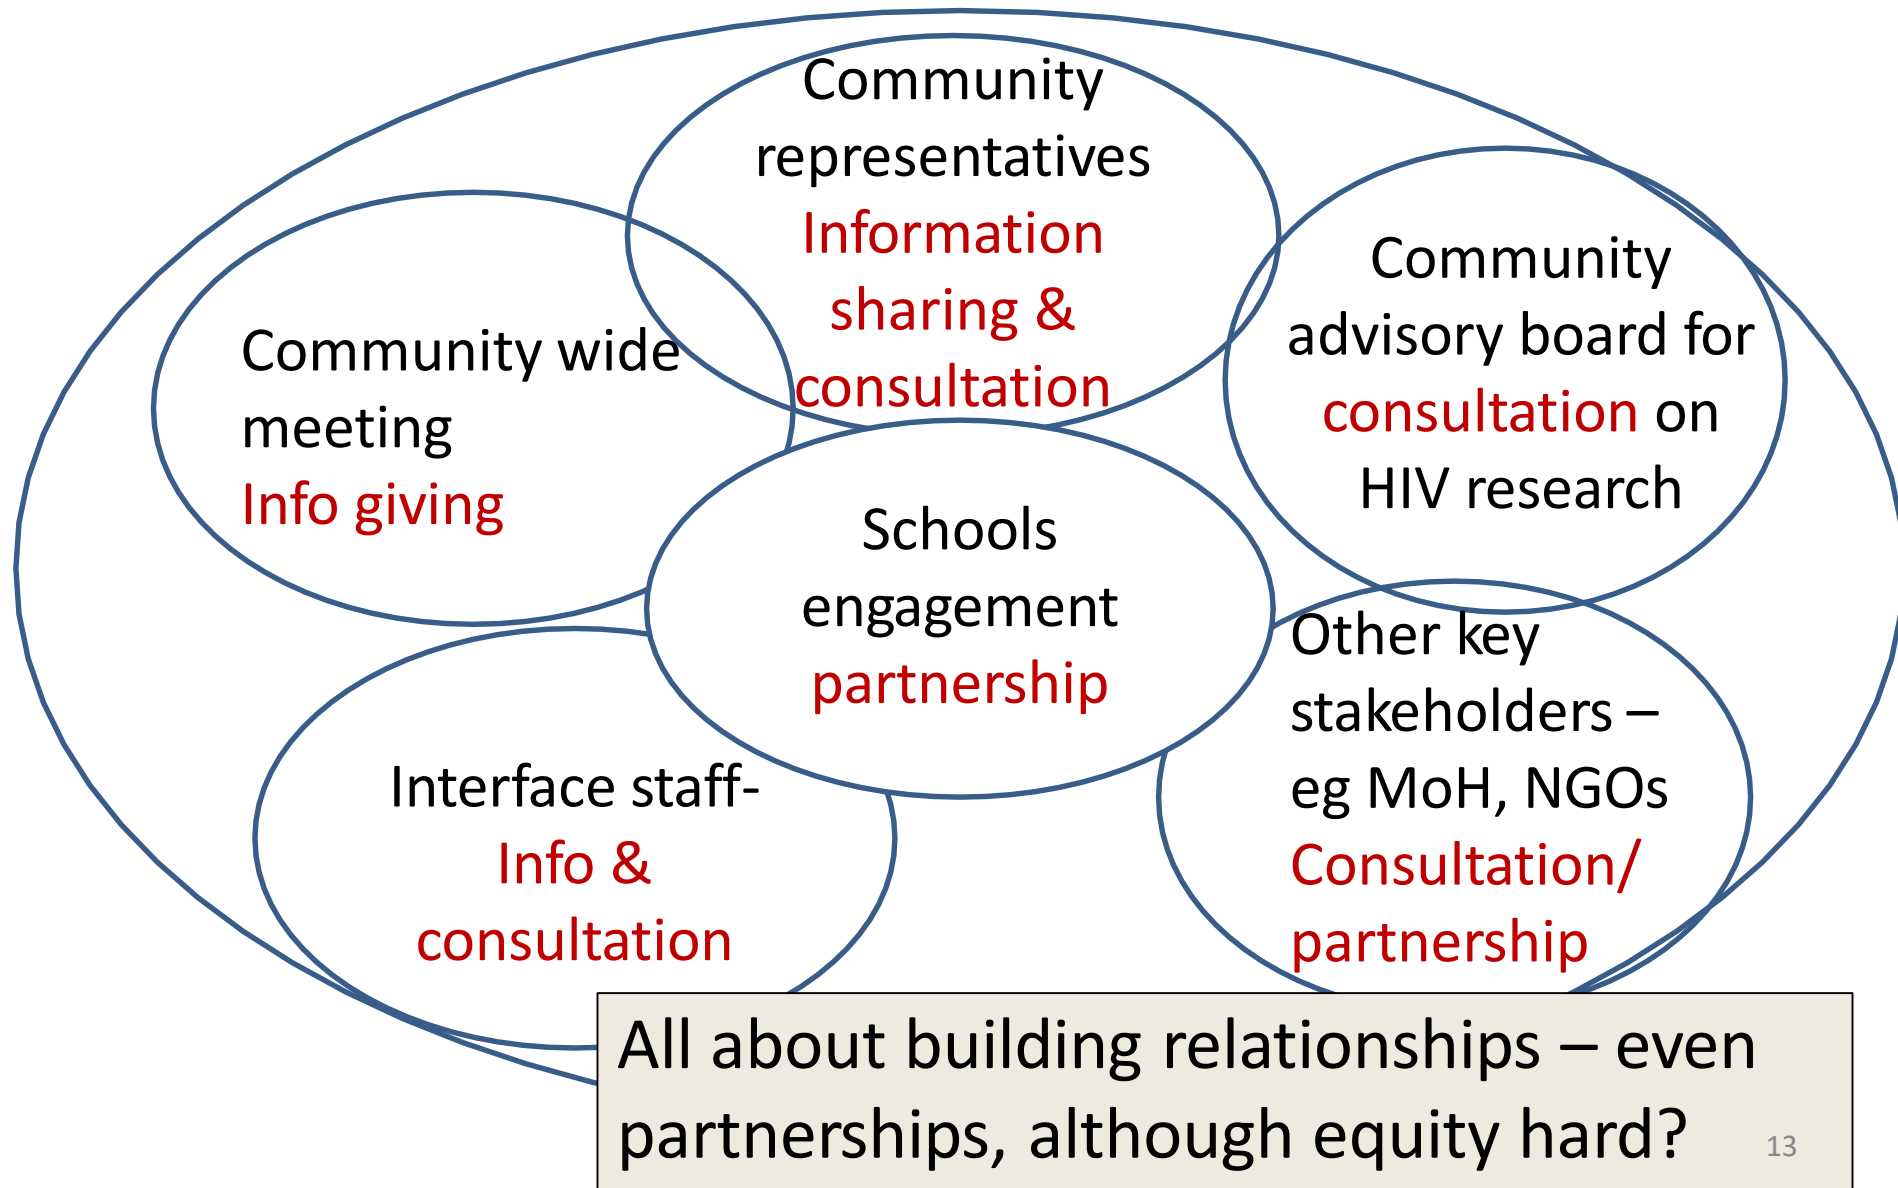 Community
representatives
Information
sharing &
consultation
Community wide
meeting
Info giving
Community
advisory board for
consultation on
HIV research
Schools
engagement
partnership
Interface staff-
Info &
consultation
Other key
stakeholders –
eg MoH, NGOs
Consultation/
partnership
All about building relationships – even
partnerships, although equity hard?
13